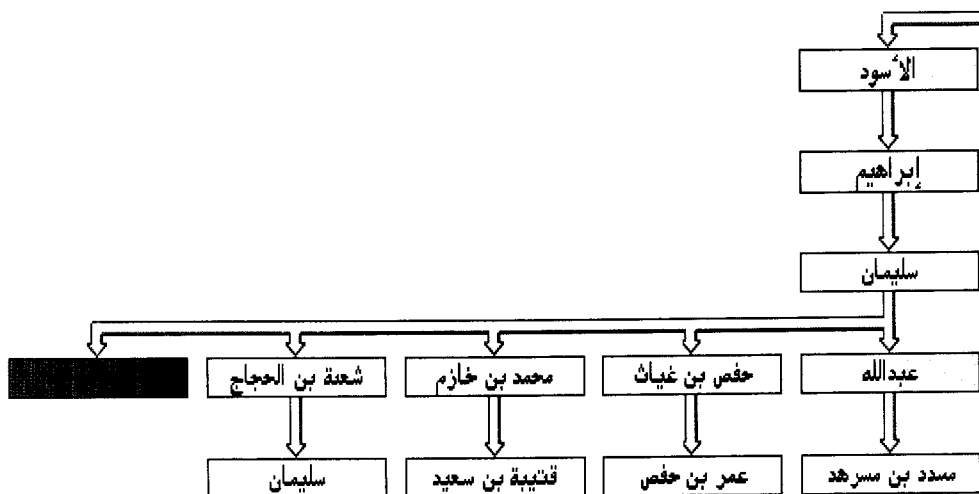 الأسود
إبراهيم
سليمان
عبدالله
حفص بن غياث
محمد بن خازم
شعبة بن الحجاج
مسدد بن مسرهد
عمر بن حفص
قتيبة بن سعيد
سليمان